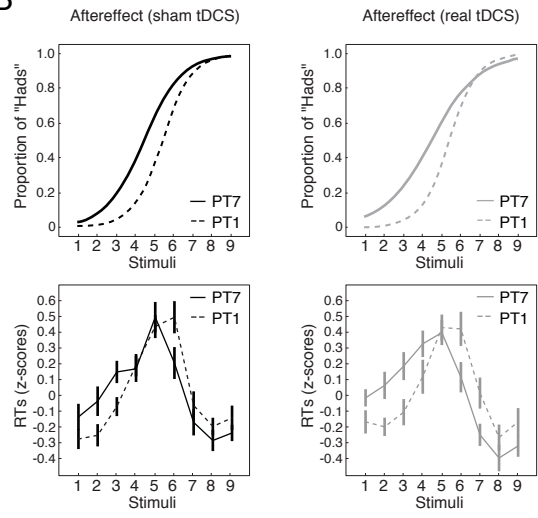 B
Aftereffect (sham tDCS)
Aftereffect (real tDCS)
Proportion of "Hads"
1.0
0.8
0.6
0.4
0.2
0
PT7
PT1
1 2 3 4 5 6 7 8 9
Stimuli
Proportion of "Hads"
1.0
0.8
0.6
0.4
0.2
0
PT7
PT1
1 2 3 4 5 6 7 8 9
Stimuli
RTs (z-scores)
0.6
0.5
0.4
0.3
0.2
0.1
0
-0.1
-0.2
-0.3
-0.4
PT7
PT1
1 2 3 4 5 6 7 8 9
Stimuli
RTs (z-scores)
0.6
0.5
0.4
0.3
0.2
0.1
0
-0.1
-0.2
-0.3
-0.4
PT7
PT1
1 2 3 4 5 6 7 8 9
Stimuli